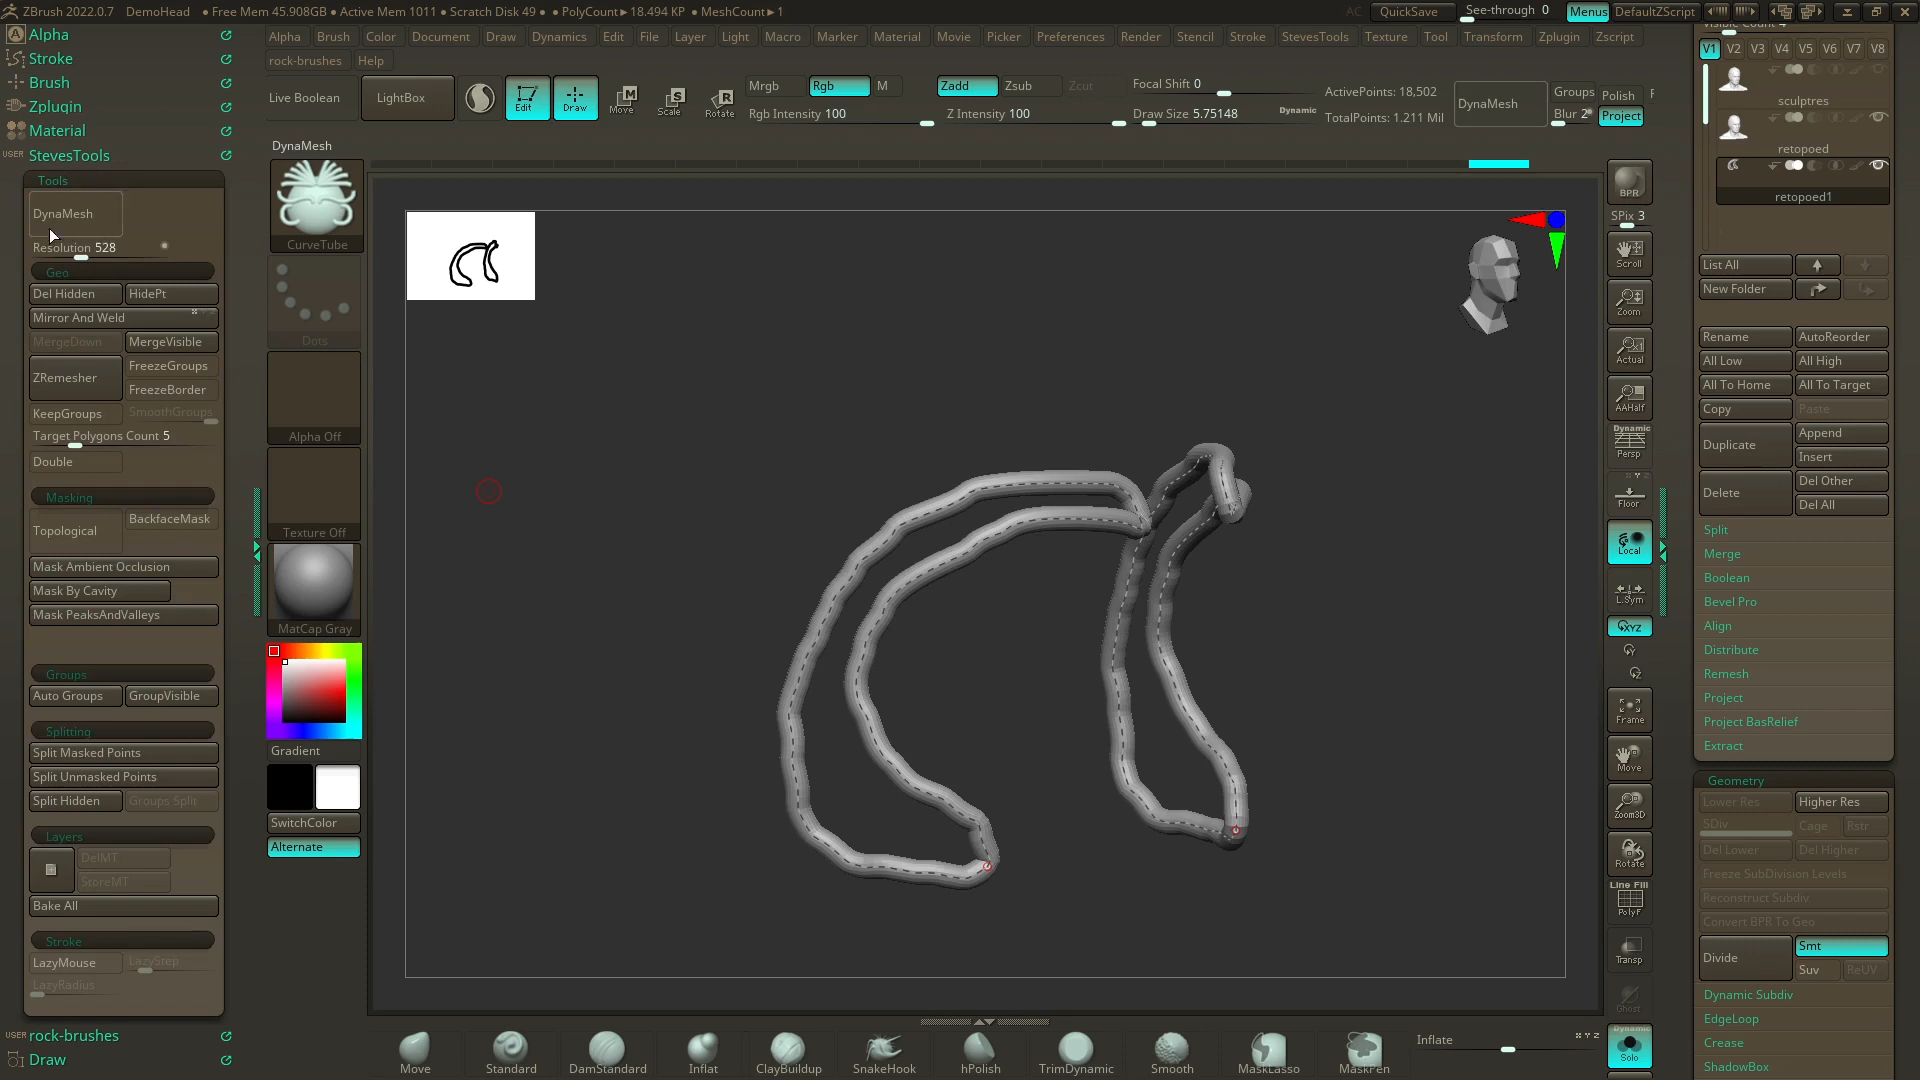 ZBrush 2022.0.7 DemoHead • Free Mem 45.908GB • Active Mem 1011 • Scratch Disk 49 • • PolyCount► 18.494 KP • MeshCount► 1 AC QuickSave See-through 0 Menus DefaultZScript
Alpha
Stroke
Brush
Zplugin
Material
USER StevesTools
Alpha Brush Color Document Draw Dynamics Edit File Layer Light Macro Marker Material Movie Picker Preferences Render Stencil Stroke StevesTools Texture Tool Transform Zplugin Zscript
rock-brushes Help
Live Boolean LightBox Edit Draw Move Scale Rotate
Mrgb Rgb M Zadd Zsub Zcut
Rgb Intensity 100 Z Intensity 100
Focal Shift 0
Draw Size 5.75148 Dynamic
ActivePoints: 18,502
TotalPoints: 1.211 Mil
DynaMesh Groups Polish
Blur 2 Project
DynaMesh
Tools
DynaMesh
Resolution 528
Geo
Del Hidden HidePt
Mirror And Weld
MergeDown MergeVisible
ZRemesher FreezeGroups
FreezeBorder
KeepGroups SmoothGroups
Target Polygons Count 5
Double
Masking
Topological BackfaceMask
Mask Ambient Occlusion
Mask By Cavity
Mask PeaksAndValleys
Groups
Auto Groups GroupVisible
Splitting
Split Masked Points
Split Unmasked Points
Split Hidden Groups Split
Layers
DelMT
StoreMT
Bake All
Stroke
LazyMouse LazyStep
LazyRadius
USER rock-brushes
Draw
CurveTube
Dots
Alpha Off
Texture Off
MatCap Gray
Gradient
SwitchColor
Alternate
BPR
SPix 3
Scroll
Zoom
Actual
AAHalf
Dynamic
Persp
Floor
Local
L.Sym
XYZ
Frame
Move
Zoom3D
Rotate
Line Fill
PolyF
Transp
Ghost
Dynamic
Solo
V1 V2 V3 V4 V5 V6 V7 V8
sculptres
retopoed
retopoed1
List All
New Folder
Rename AutoReorder
All Low All High
All To Home All To Target
Copy Paste
Duplicate Append
Insert
Delete Del Other
Del All
Split
Merge
Boolean
Bevel Pro
Align
Distribute
Remesh
Project
Project BasRelief
Extract
Geometry
Lower Res Higher Res
SDiv Cage Rstr
Del Lower Del Higher
Freeze SubDivision Levels
Reconstruct Subdiv
Convert BPR To Geo
Divide Smt
Suv ReUV
Dynamic Subdiv
EdgeLoop
Crease
ShadowBox
Move Standard DamStandard Inflat ClayBuildup SnakeHook hPolish TrimDynamic Smooth MaskLasso MaskPen
Inflate